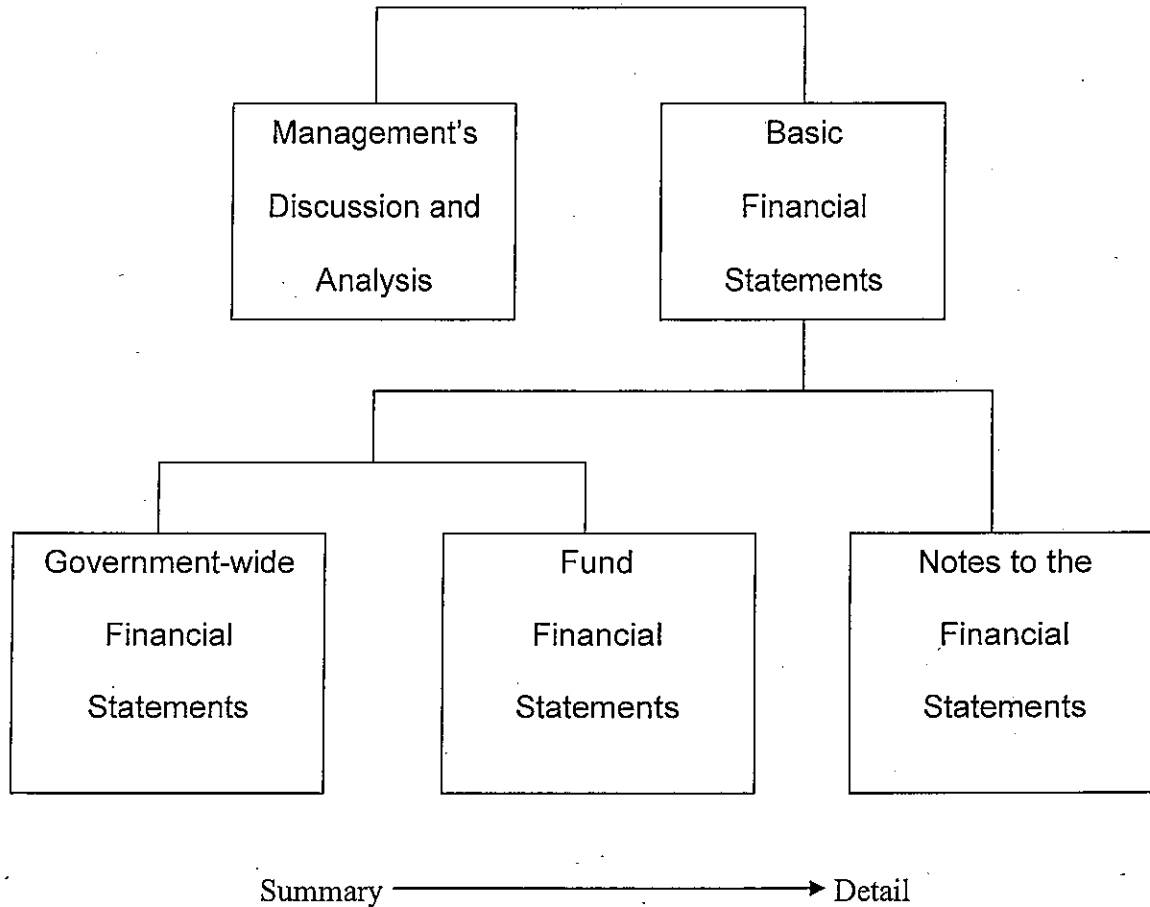 Management's
Discussion and
Analysis
Basic
Financial
Statements
Government-wide
Financial
Statements
Fund
Financial
Statements
Notes to the
Financial
Statements
Summary Detail